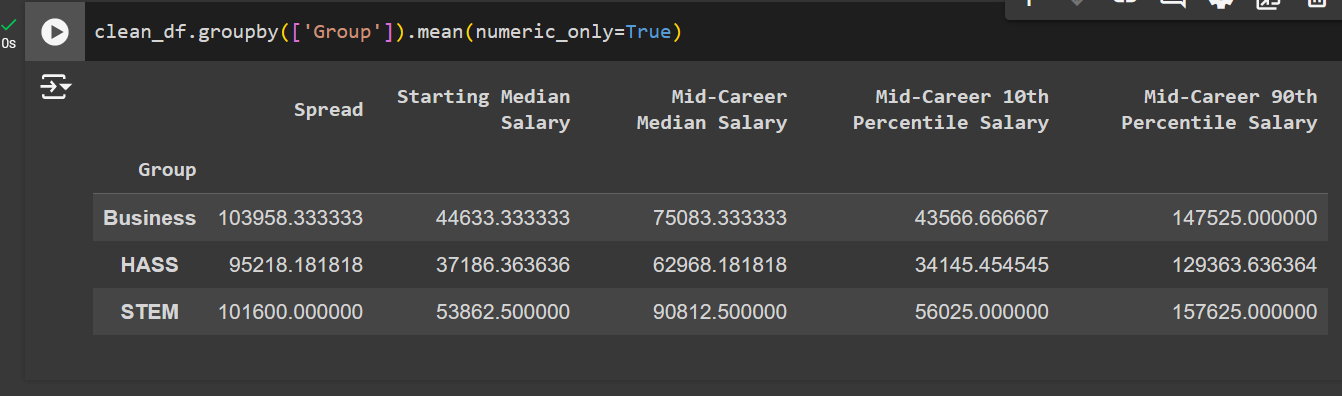 clean_df.groupby(['Group']).mean(numeric_only=True)
0s
Spread Starting Median Salary Mid-Career Median Salary Mid-Career 10th Percentile Salary Mid-Career 90th Percentile Salary
Group
Business 103958.333333 44633.333333 75083.333333 43566.666667 147525.000000
HASS 95218.181818 37186.363636 62968.181818 34145.454545 129363.636364
STEM 101600.000000 53862.500000 90812.500000 56025.000000 157625.000000